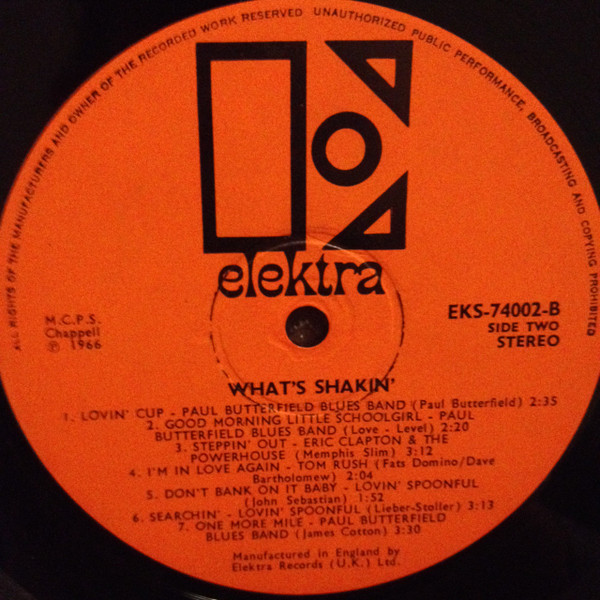 ALL RIGHTS OF THE MANUFACTURERS AND OWNER OF THE RECORDED WORK RESERVED UNAUTHORIZED PUBLIC PERFORMANCE, BROADCASTING AND COPYING PROHIBITED
elektra
M.C.P.S.
Chappell
℗ 1966
EKS-74002-B
SIDE TWO
STEREO
WHAT'S SHAKIN'
1. LOVIN' CUP - PAUL BUTTERFIELD BLUES BAND (Paul Butterfield) 2:35
2. GOOD MORNING LITTLE SCHOOLGIRL - PAUL
BUTTERFIELD BLUES BAND (Love - Level) 2:20
3. STEPPIN' OUT - ERIC CLAPTON & THE
POWERHOUSE (Memphis Slim) 3:12
4. I'M IN LOVE AGAIN - TOM RUSH (Fats Domino/Dave
Bartholomew) 2:04
5. DON'T BANK ON IT BABY - LOVIN' SPOONFUL
(John Sebastian) 1:52
6. SEARCHIN' - LOVIN' SPOONFUL (Lieber-Stoller) 3:13
7. ONE MORE MILE - PAUL BUTTERFIELD
BLUES BAND (James Cotton) 3:30
Manufactured in England by
Elektra Records (U.K.) Ltd.